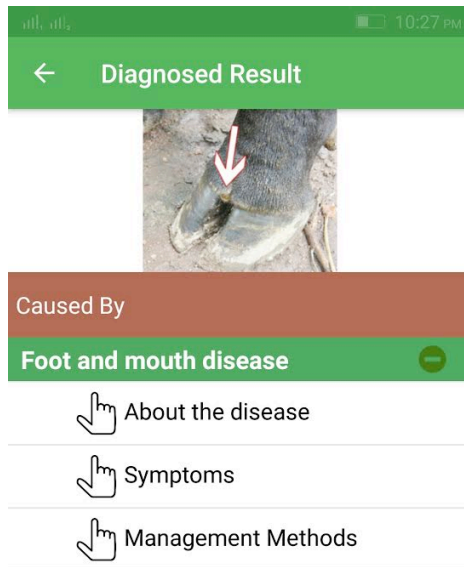 10:27 PM
Diagnosed Result
Caused By
Foot and mouth disease
About the disease
Symptoms
Management Methods